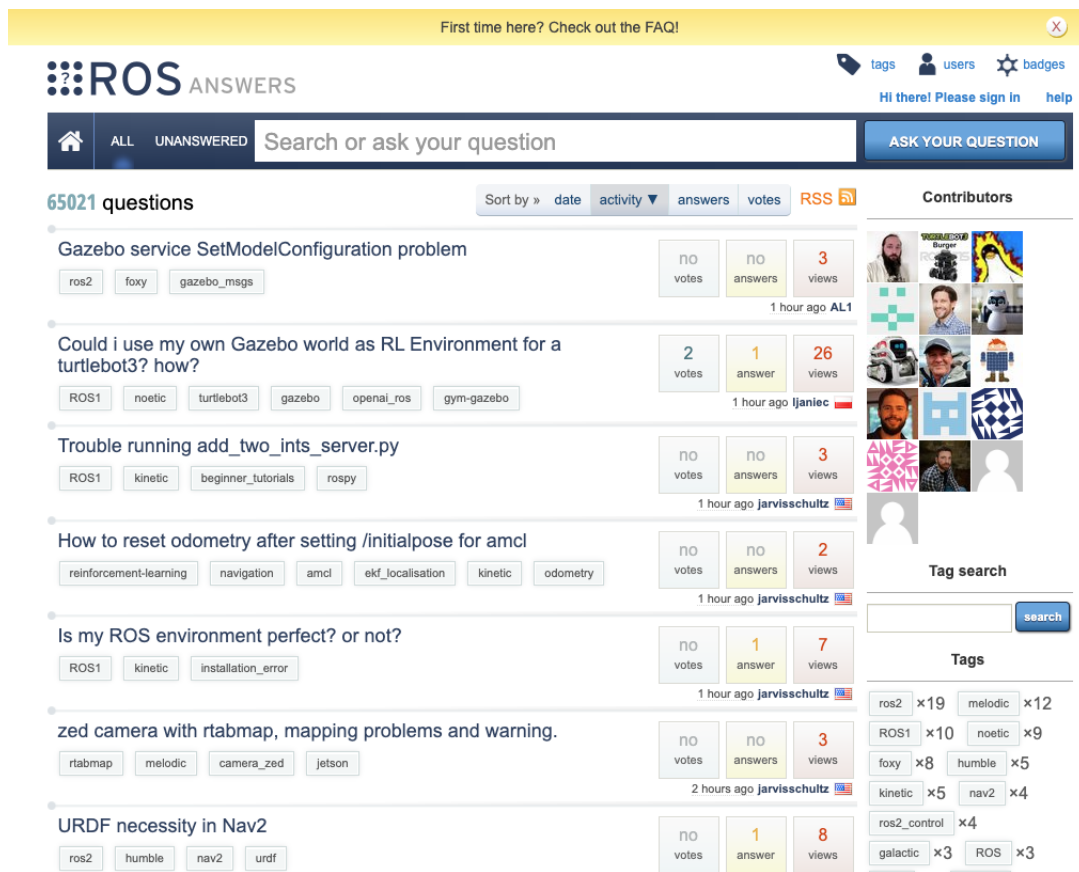 First time here? Check out the FAQ!
X
? ROS ANSWERS
tags users badges
Hi there! Please sign in help
ALL UNANSWERED Search or ask your question ASK YOUR QUESTION
65021 questions
Sort by » date activity ▼ answers votes RSS
Gazebo service SetModelConfiguration problem
ros2 foxy gazebo_msgs
no votes
no answers
3 views
1 hour ago AL1
Could i use my own Gazebo world as RL Environment for a
turtlebot3? how?
ROS1 noetic turtlebot3 gazebo openai_ros gym-gazebo
2 votes
1 answer
26 views
1 hour ago ljaniec
Trouble running add_two_ints_server.py
ROS1 kinetic beginner_tutorials rospy
no votes
no answers
3 views
1 hour ago jarvisschultz
How to reset odometry after setting /initialpose for amcl
reinforcement-learning navigation amcl ekf_localisation kinetic odometry
no votes
no answers
2 views
1 hour ago jarvisschultz
Is my ROS environment perfect? or not?
ROS1 kinetic installation_error
no votes
1 answer
7 views
1 hour ago jarvisschultz
zed camera with rtabmap, mapping problems and warning.
rtabmap melodic camera_zed jetson
no votes
no answers
3 views
2 hours ago jarvisschultz
URDF necessity in Nav2
ros2 humble nav2 urdf
no votes
1 answer
8 views
Contributors
TURTLEBOT3
Burger
Tag search
search
Tags
ros2 ×19 melodic ×12
ROS1 ×10 noetic ×9
foxy ×8 humble ×5
kinetic ×5 nav2 ×4
ros2_control ×4
galactic ×3 ROS ×3